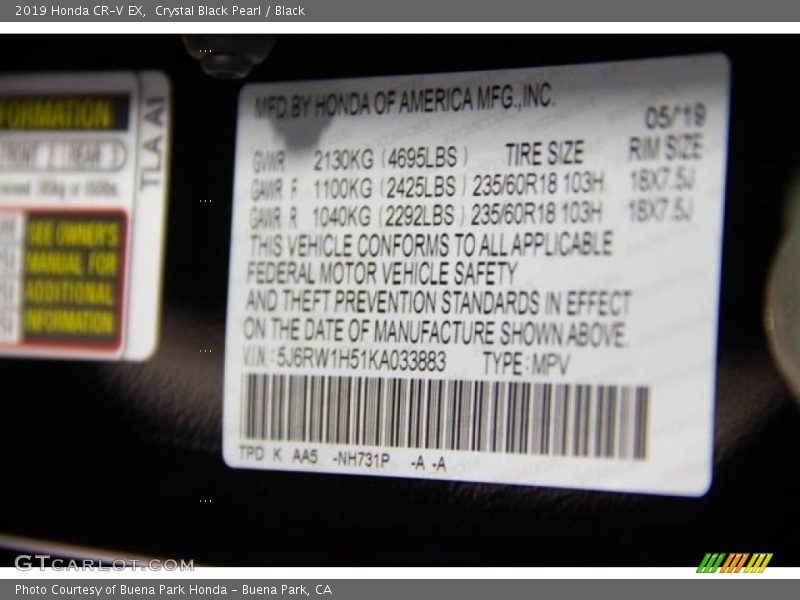 2019 Honda CR-V EX, Crystal Black Pearl / Black
FORMATION
FRONT REAR
TLA A1
SEE OWNER'S
MANUAL FOR
ADDITIONAL
INFORMATION
MFD.BY HONDA OF AMERICA MFG.,INC.
05/19
GVWR 2130KG (4695LBS) TIRE SIZE RIM SIZE
GAWR F 1100KG (2425LBS) 235/60R18 103H 18X7.5J
GAWR R 1040KG (2292LBS) 235/60R18 103H 18X7.5J
THIS VEHICLE CONFORMS TO ALL APPLICABLE
FEDERAL MOTOR VEHICLE SAFETY
AND THEFT PREVENTION STANDARDS IN EFFECT
ON THE DATE OF MANUFACTURE SHOWN ABOVE.
V.I.N.:5J6RW1H51KA033883 TYPE:MPV
TPD K AA5 -NH731P -A -A
GTCARLOT.COM
Photo Courtesy of Buena Park Honda - Buena Park, CA